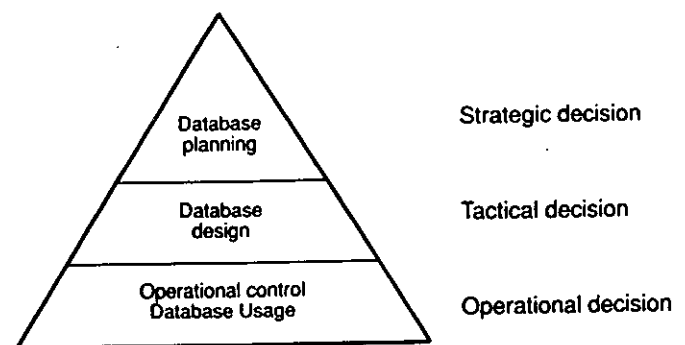 Database
planning
Strategic decision
Database
design
Tactical decision
Operational control
Database Usage
Operational decision